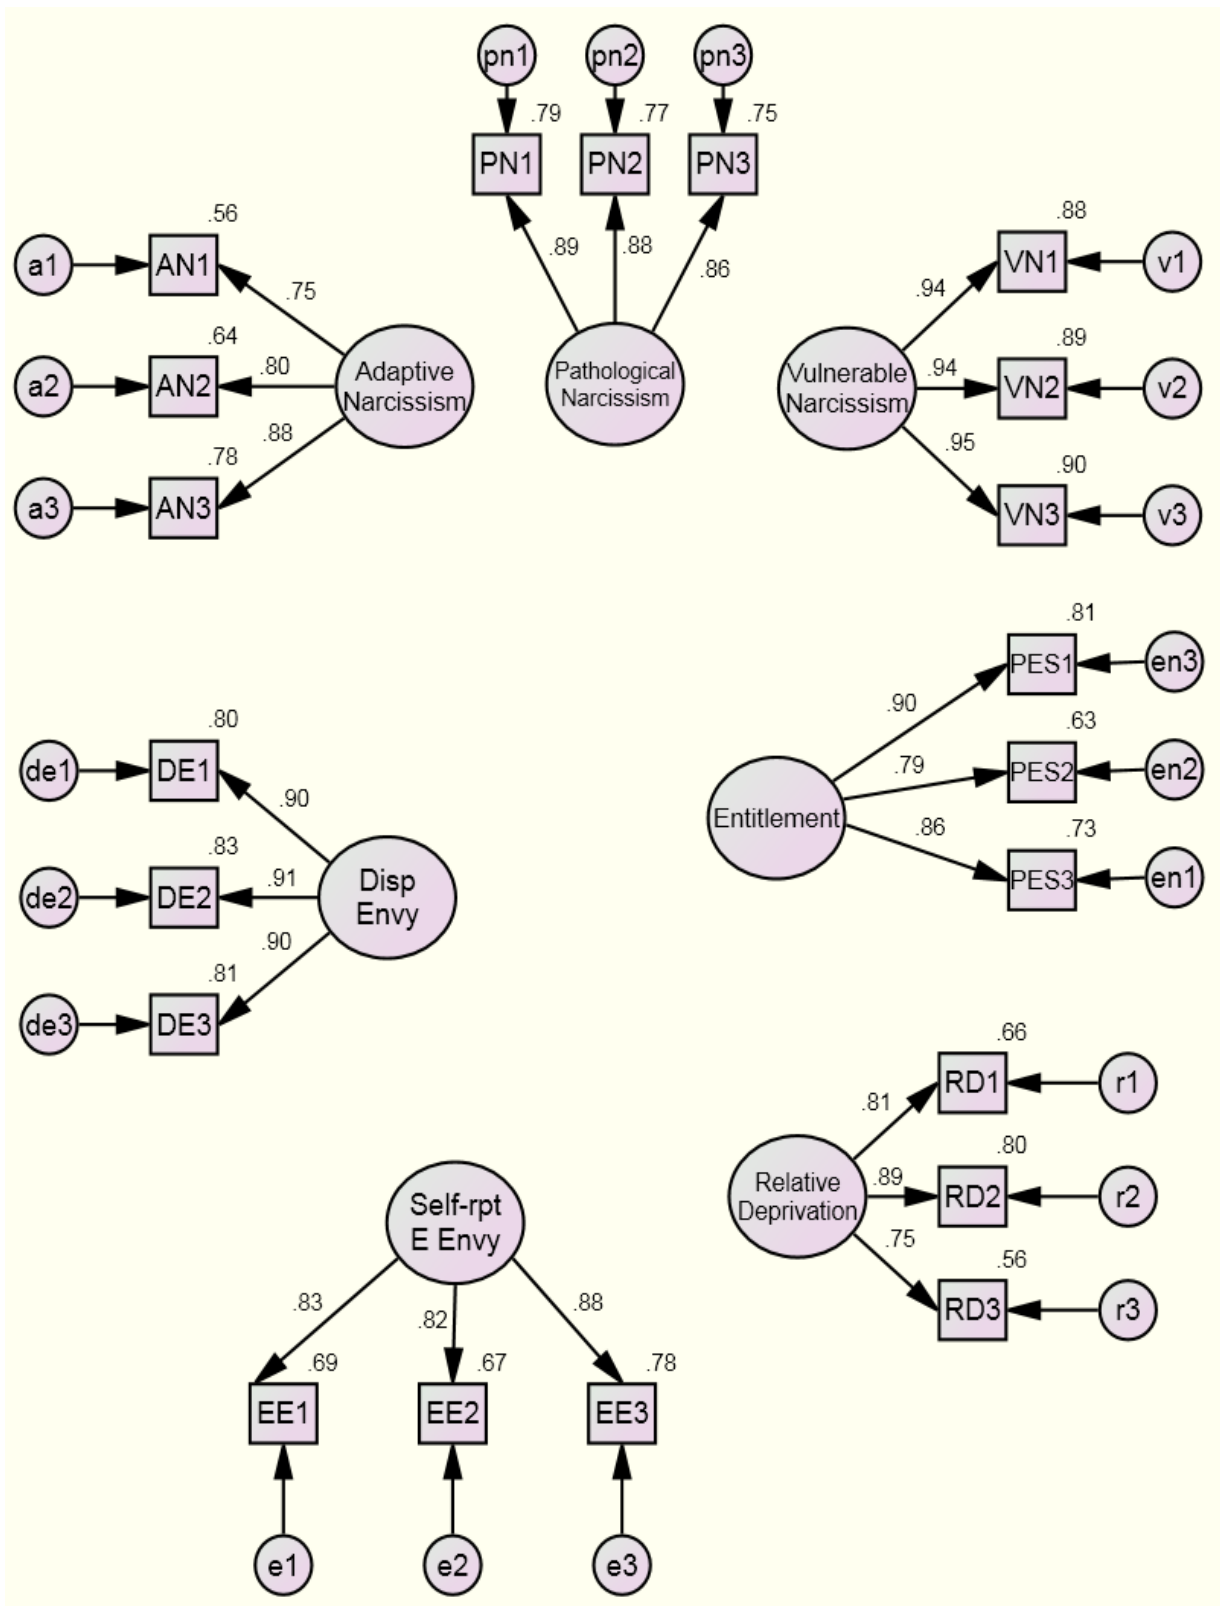 pn1
pn2
pn3
.79
.77
.75
PN1
PN2
PN3
.89
.88
.86
Pathological
Narcissism
.56
a1
AN1
.75
.64
a2
AN2
.80
.78
a3
AN3
.88
Adaptive
Narcissism
.88
VN1
v1
.94
.89
VN2
v2
.94
.90
VN3
v3
.95
Vulnerable
Narcissism
.81
PES1
en3
.90
.63
PES2
en2
.79
.73
PES3
en1
.86
Entitlement
.80
de1
DE1
.90
.83
de2
DE2
.91
.81
de3
DE3
.90
Disp
Envy
.66
RD1
r1
.81
.80
RD2
r2
.89
.56
RD3
r3
.75
Relative
Deprivation
Self-rpt
E Envy
.83
.82
.88
.69
.67
.78
EE1
EE2
EE3
e1
e2
e3